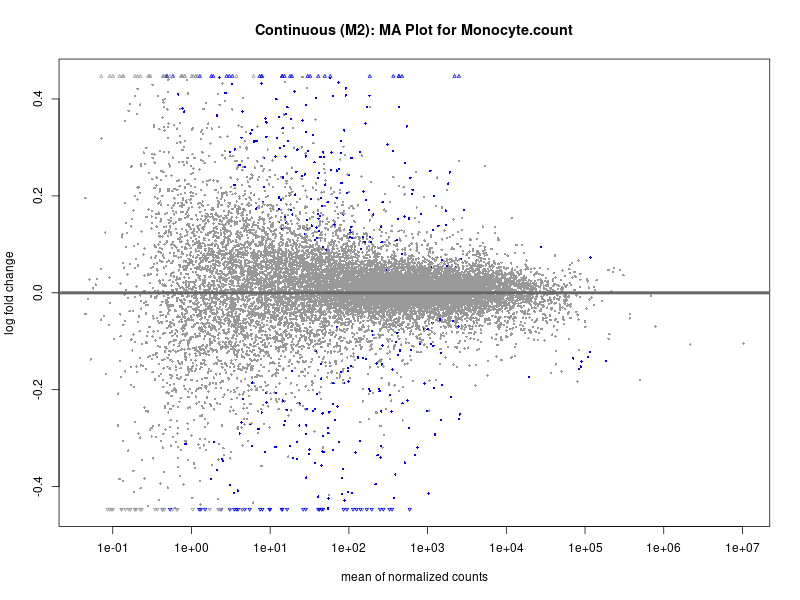 Continuous (M2): MA Plot for Monocyte.count
log fold change
0.4
0.2
0.0
-0.2
-0.4
1e-01 1e+00 1e+01 1e+02 1e+03 1e+04 1e+05 1e+06 1e+07
mean of normalized counts